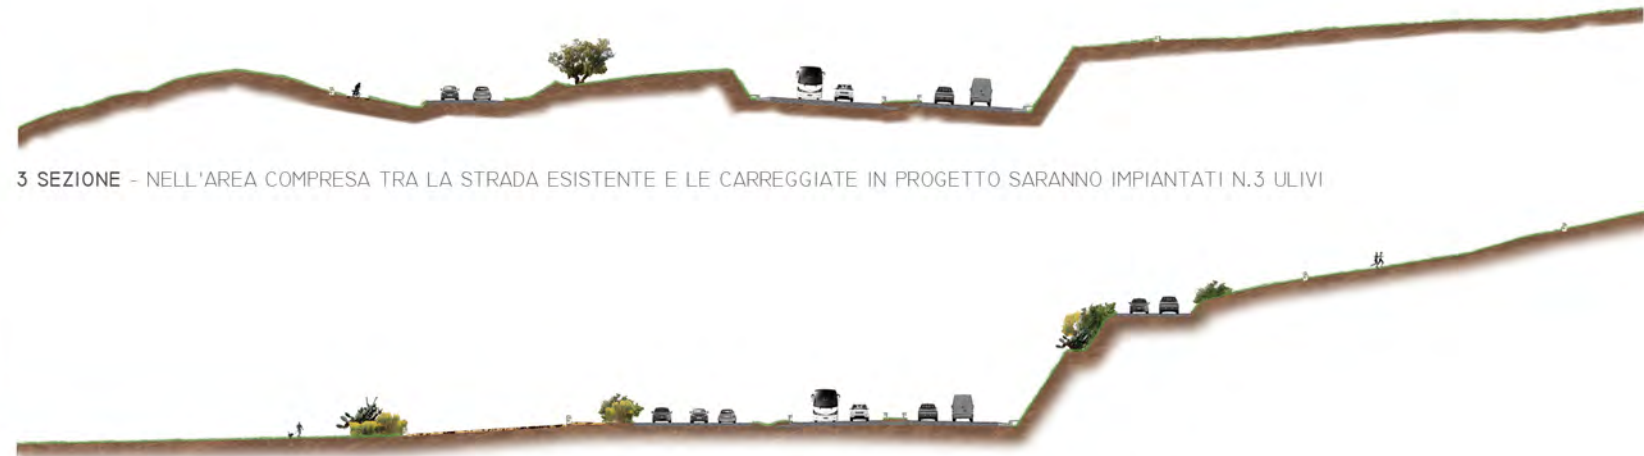 3 SEZIONE - NELL'AREA COMPRESA TRA LA STRADA ESISTENTE E LE CARREGGIATE IN PROGETTO SARANNO IMPIANTATI N.3 ULIVI